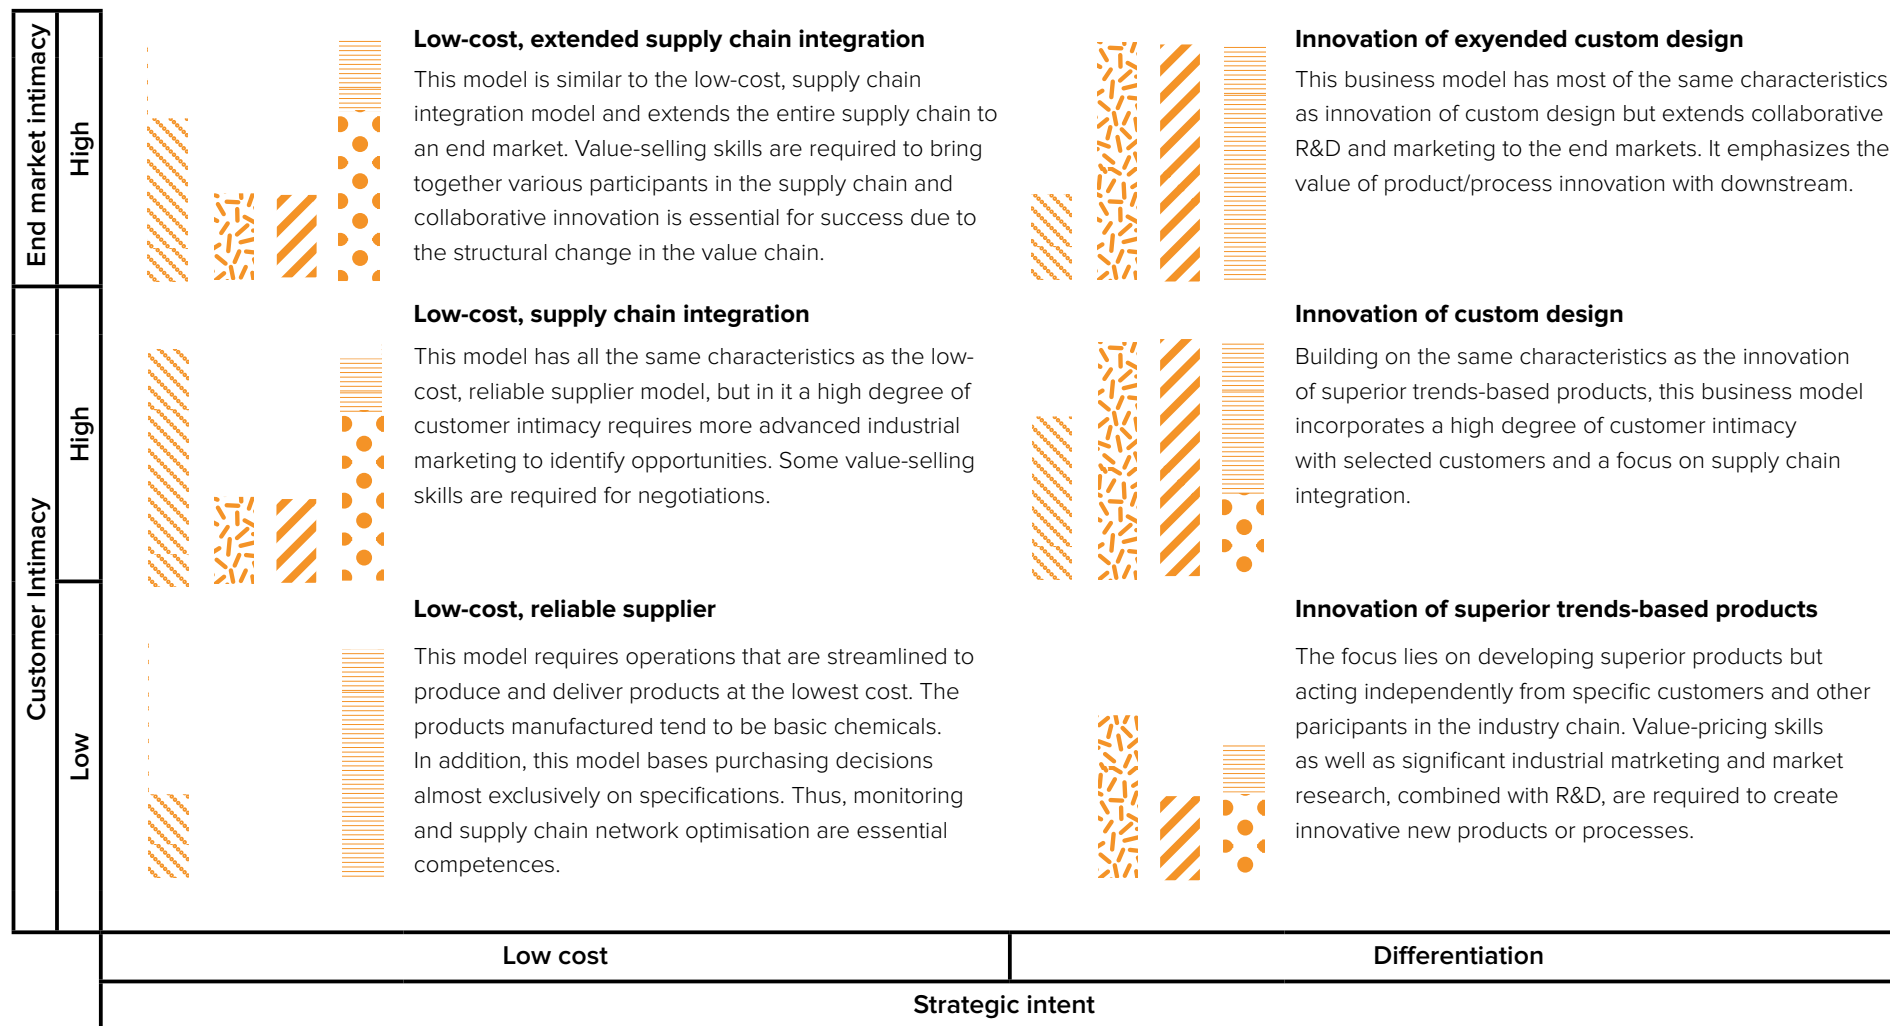 End market intimacy
High
Low-cost, extended supply chain integration
This model is similar to the low-cost, supply chain
integration model and extends the entire supply chain to
an end market. Value-selling skills are required to bring
together various participants in the supply chain and
collaborative innovation is essential for success due to
the structural change in the value chain.
Innovation of exyended custom design
This business model has most of the same characteristics
as innovation of custom design but extends collaborative
R&D and marketing to the end markets. It emphasizes the
value of product/process innovation with downstream.
Customer Intimacy
High
Low-cost, supply chain integration
This model has all the same characteristics as the low-
cost, reliable supplier model, but in it a high degree of
customer intimacy requires more advanced industrial
marketing to identify opportunities. Some value-selling
skills are required for negotiations.
Innovation of custom design
Building on the same characteristics as the innovation
of superior trends-based products, this business model
incorporates a high degree of customer intimacy
with selected customers and a focus on supply chain
integration.
Low
Low-cost, reliable supplier
This model requires operations that are streamlined to
produce and deliver products at the lowest cost. The
products manufactured tend to be basic chemicals.
In addition, this model bases purchasing decisions
almost exclusively on specifications. Thus, monitoring
and supply chain network optimisation are essential
competences.
Innovation of superior trends-based products
The focus lies on developing superior products but
acting independently from specific customers and other
paricipants in the industry chain. Value-pricing skills
as well as significant industrial matrketing and market
research, combined with R&D, are required to create
innovative new products or processes.
Low cost
Differentiation
Strategic intent